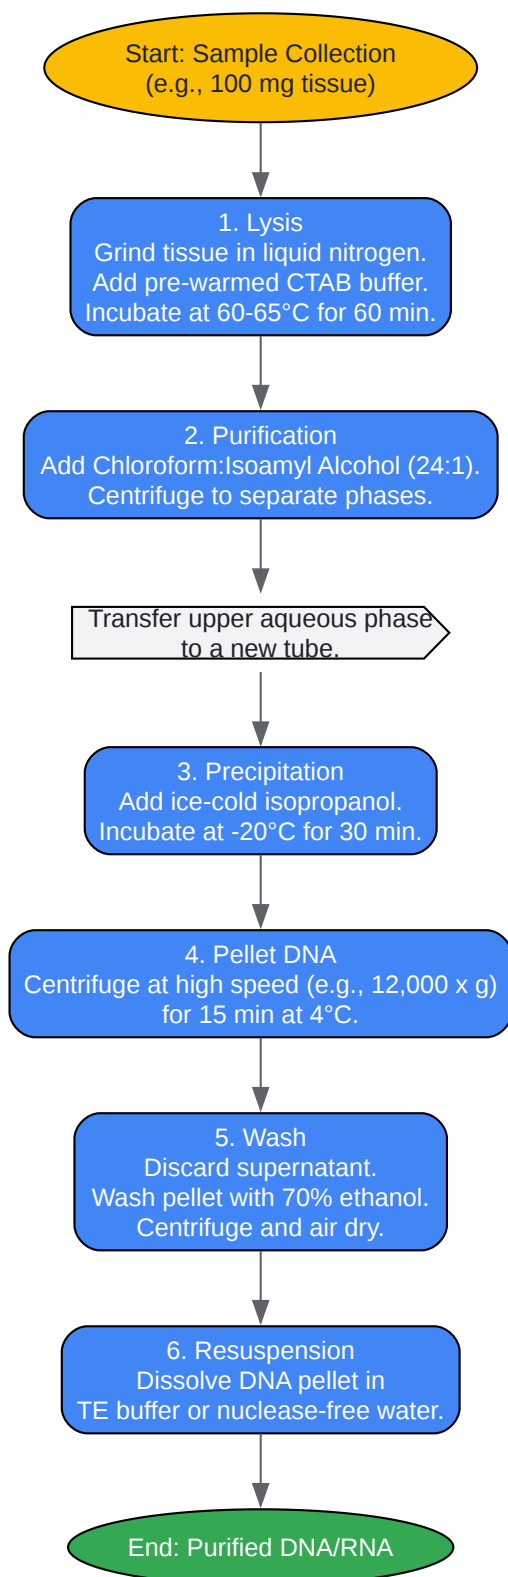 Start: Sample Collection
(e.g., 100 mg tissue)
1. Lysis
Grind tissue in liquid nitrogen.
Add pre-warmed CTAB buffer.
Incubate at 60-65°C for 60 min.
2. Purification
Add Chloroform:Isoamyl Alcohol (24:1).
Centrifuge to separate phases.
Transfer upper aqueous phase
to a new tube.
3. Precipitation
Add ice-cold isopropanol.
Incubate at -20°C for 30 min.
4. Pellet DNA
Centrifuge at high speed (e.g., 12,000 x g)
for 15 min at 4°C.
5. Wash
Discard supernatant.
Wash pellet with 70% ethanol.
Centrifuge and air dry.
6. Resuspension
Dissolve DNA pellet in
TE buffer or nuclease-free water.
End: Purified DNA/RNA